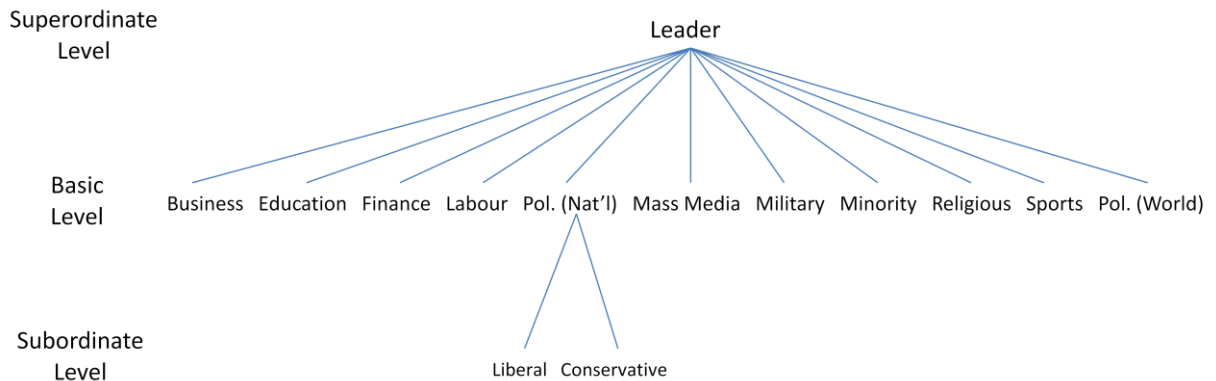 Superordinate
Level
Leader
Basic
Level
Business Education Finance Labour Pol. (Nat’l) Mass Media Military Minority Religious Sports Pol. (World)
Subordinate
Level
Liberal Conservative